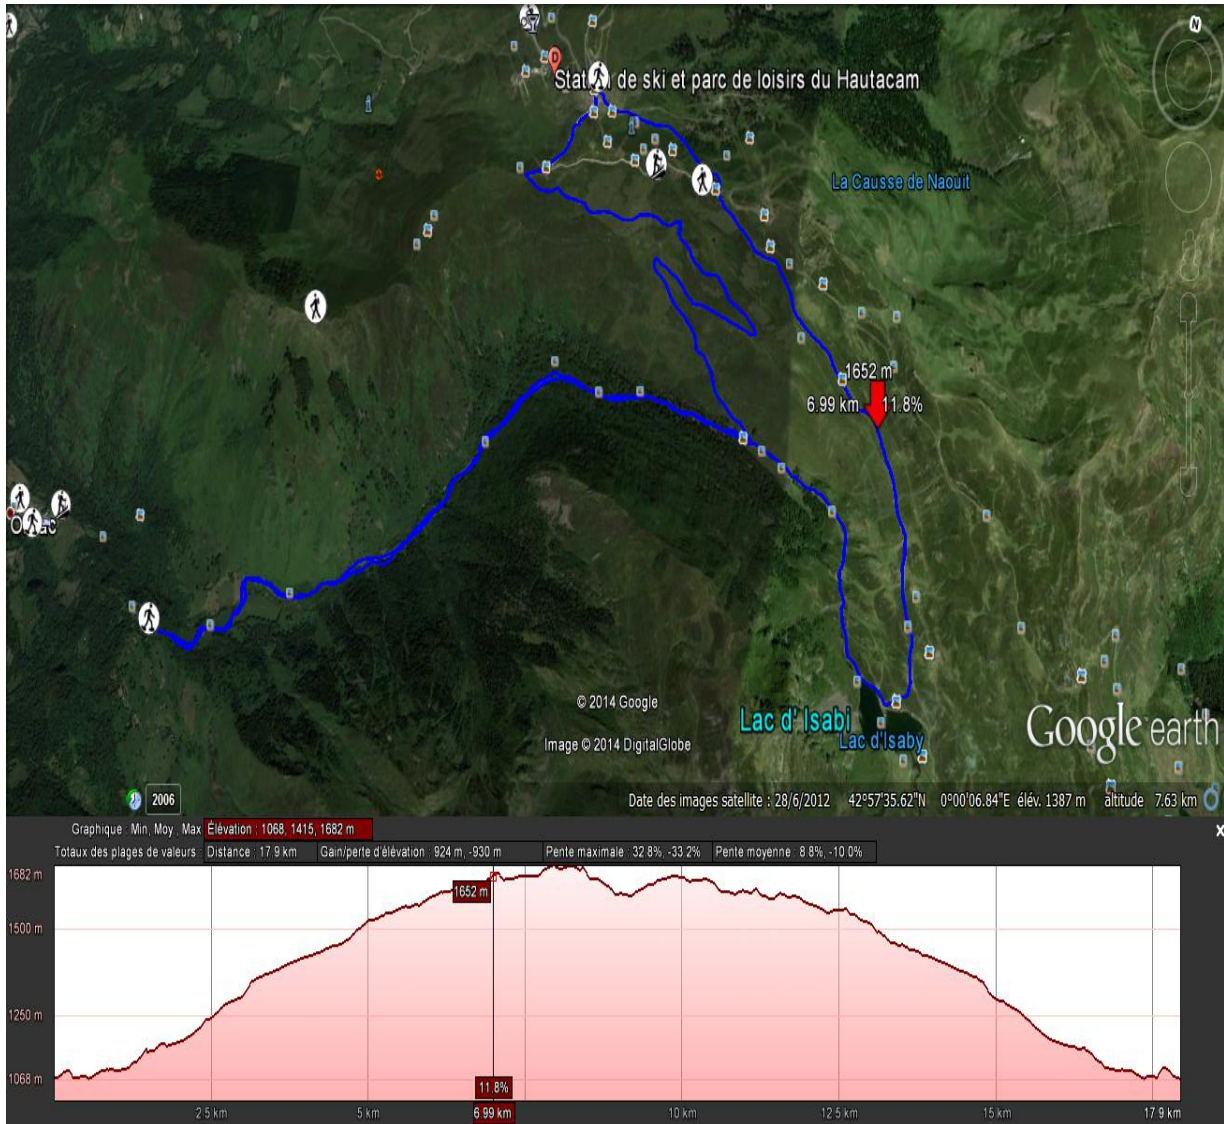 N
D
Stat de ski et parc de loisirs du Hautacam
La Causse de Naouit
1652 m
6.99 km 11.8%
© 2014 Google
Lac d' Isabi
Lac d'Isaby
Image © 2014 DigitalGlobe
Google earth
2006
Date des images satellite : 28/6/2012 42°57'35.62"N 0°00'06.84"E élév. 1387 m altitude 7.63 km
Graphique : Min, Moy., Max Élévation : 1068, 1415, 1682 m
x
Totaux des plages de valeurs : Distance : 17.9 km Gain/perte d'élévation : 924 m, -930 m Pente maximale : 32.8%, -33.2% Pente moyenne : 8.8%, -10.0%
1682 m
1652 m
1500 m
1250 m
1068 m
11.8%
2.5 km 5 km 6.99 km 10 km 12.5 km 15 km 17.9 km